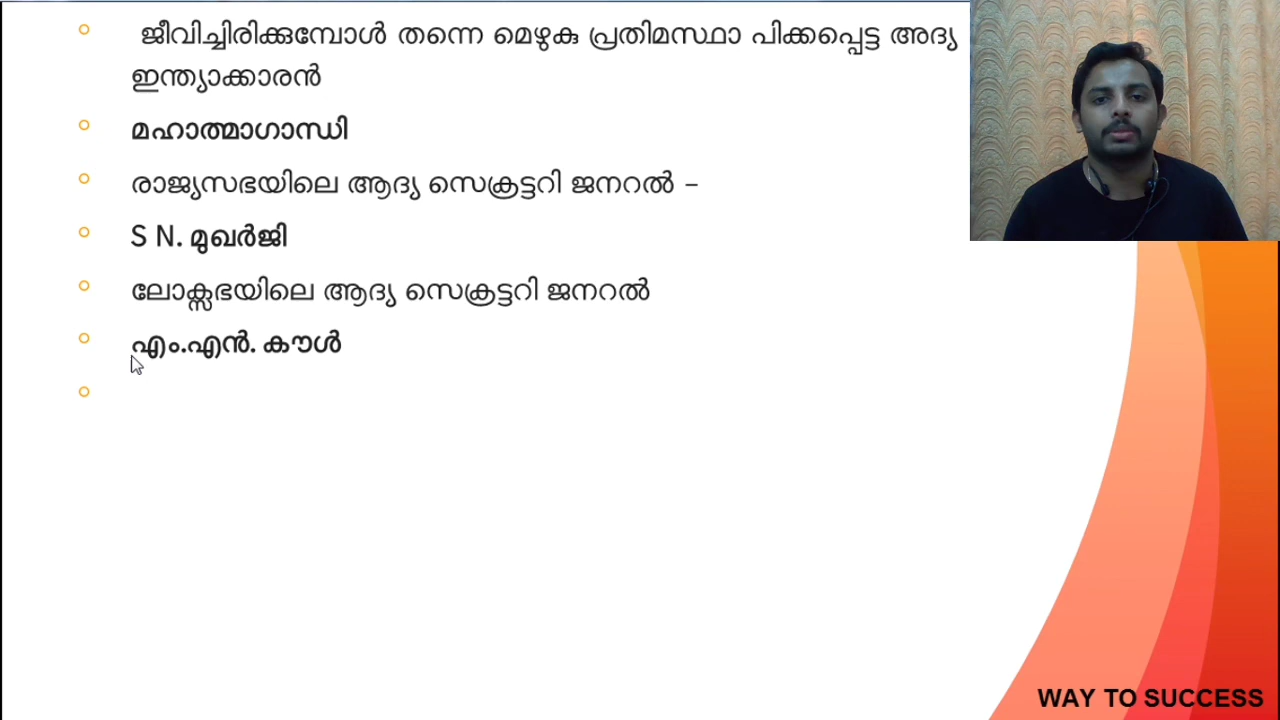 ജീവിച്ചിരിക്കുമ്പോൾ തന്നെ മെഴുകു പ്രതിമസ്ഥാ പിക്കപ്പെട്ട അദ്യ
ഇന്ത്യാക്കാരൻ
മഹാത്മാഗാന്ധി
രാജ്യസഭയിലെ ആദ്യ സെക്രട്ടറി ജനറൽ –
S N. മുഖർജി
ലോക്സഭയിലെ ആദ്യ സെക്രട്ടറി ജനറൽ
എം.എൻ. കൗൾ
WAY TO SUCCESS